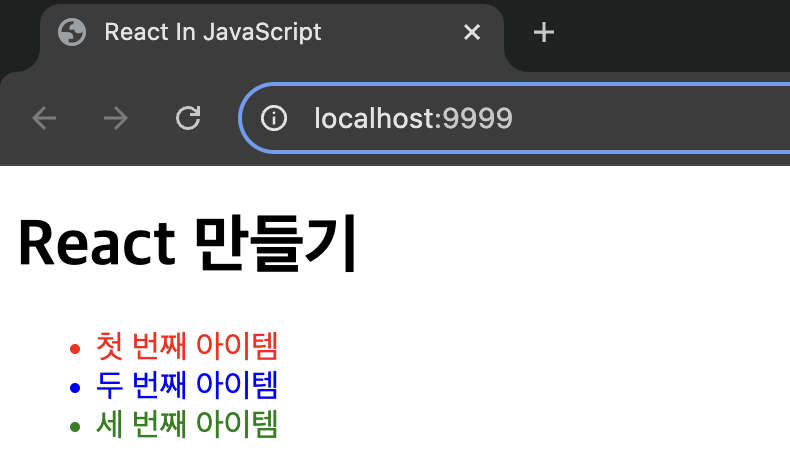 React In JavaScript
localhost:9999
React 만들기
첫 번째 아이템
두 번째 아이템
세 번째 아이템